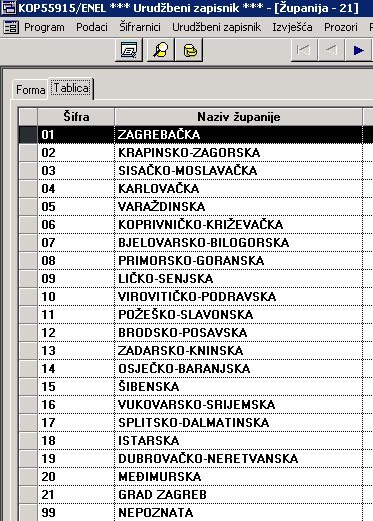 KOP55915/ENEL *** Urudžbeni zapisnik *** - [Županija - 21]
Program Podaci Šifrarnici Urudžbeni zapisnik Izvješća Prozori
Forma Tablica
Šifra Naziv županije
01 ZAGREBAČKA
02 KRAPINSKO-ZAGORSKA
03 SISAČKO-MOSLAVAČKA
04 KARLOVAČKA
05 VARAŽDINSKA
06 KOPRIVNIČKO-KRIŽEVAČKA
07 BJELOVARSKO-BILOGORSKA
08 PRIMORSKO-GORANSKA
09 LIČKO-SENJSKA
10 VIROVITIČKO-PODRAVSKA
11 POŽEŠKO-SLAVONSKA
12 BRODSKO-POSAVSKA
13 ZADARSKO-KNINSKA
14 OSJEČKO-BARANJSKA
15 ŠIBENSKA
16 VUKOVARSKO-SRIJEMSKA
17 SPLITSKO-DALMATINSKA
18 ISTARSKA
19 DUBROVAČKO-NERETVANSKA
20 MEĐIMURSKA
21 GRAD ZAGREB
99 NEPOZNATA